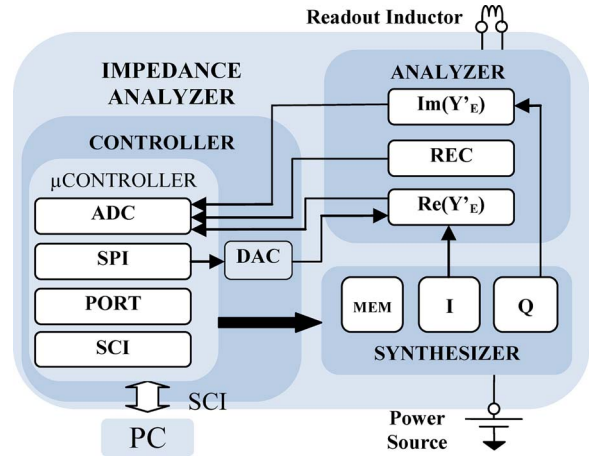 Readout Inductor
IMPEDANCE
ANALYZER
ANALYZER
Im(Y'E)
REC
Re(Y'E)
CONTROLLER
μCONTROLLER
ADC
SPI
DAC
PORT
SCI
MEM
I
Q
SYNTHESIZER
SCI
PC
Power
Source